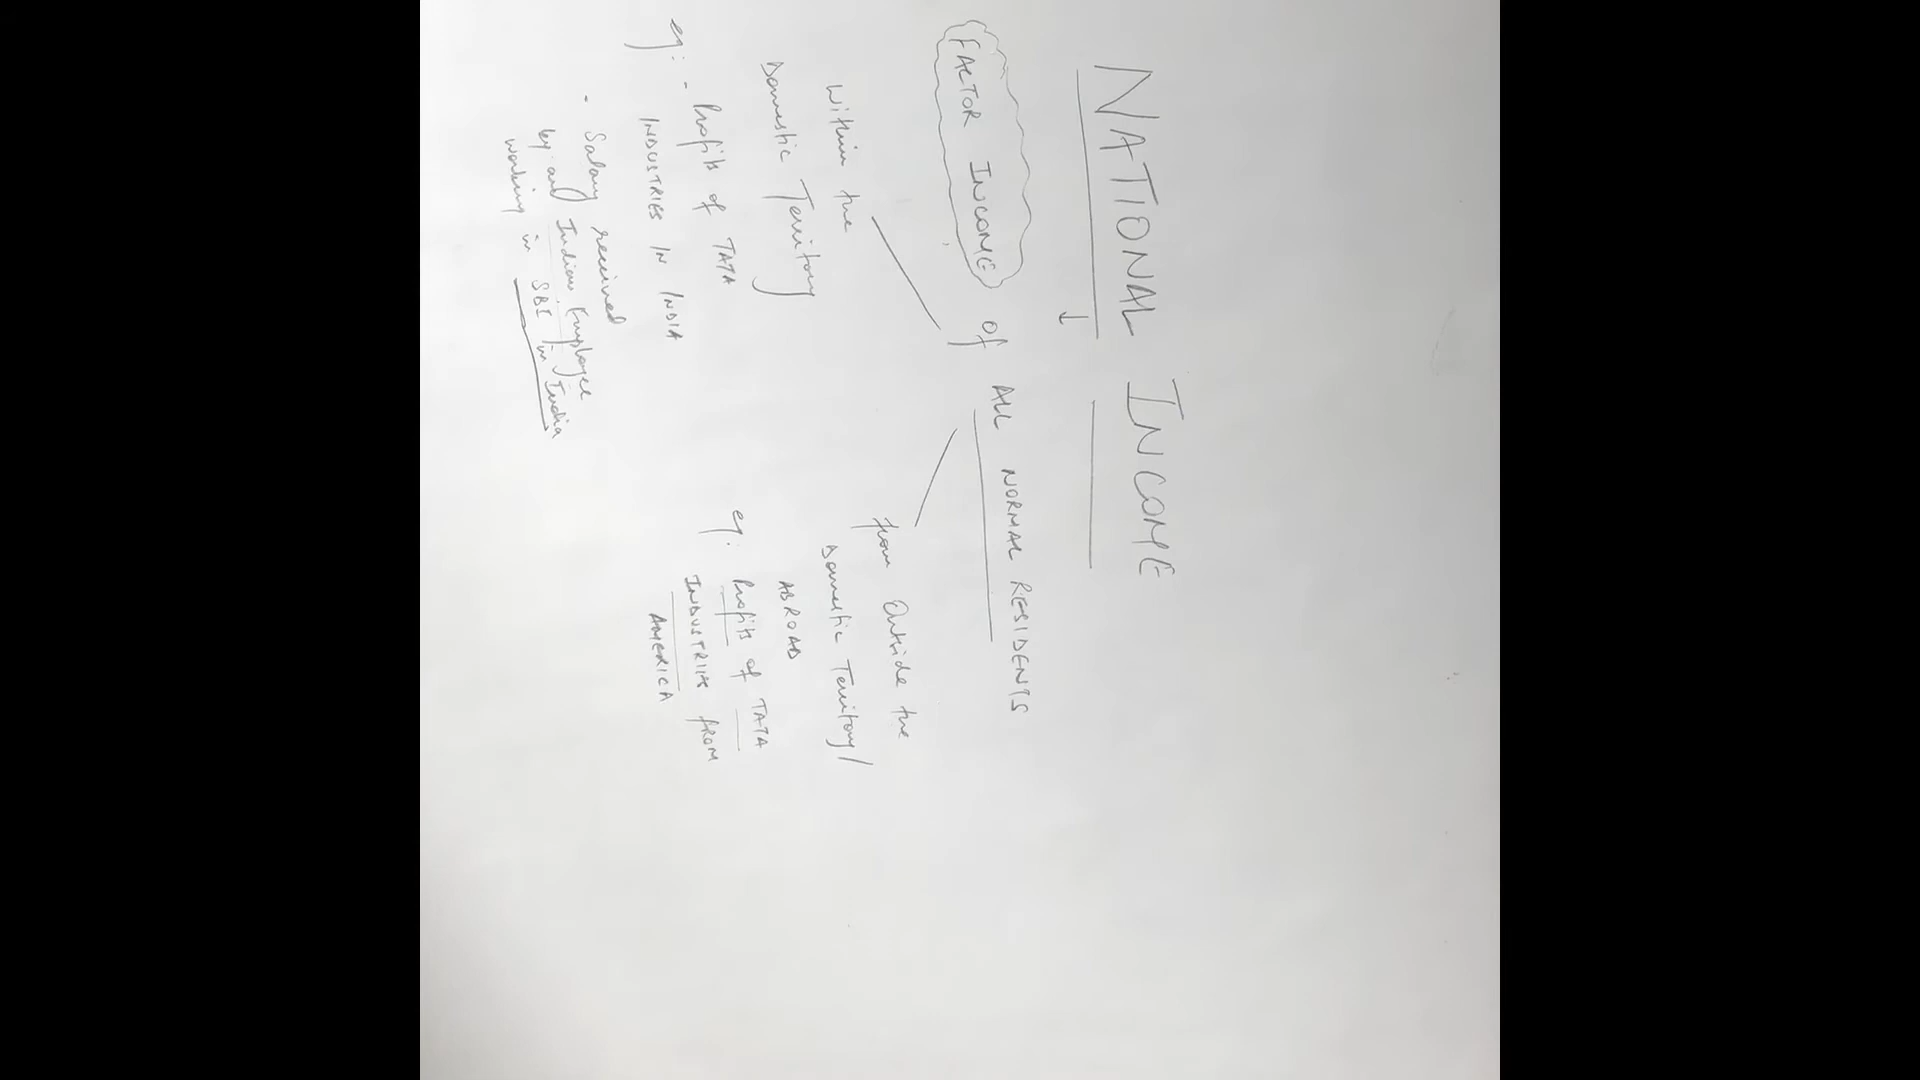 NATIONAL INCOME
↓
FACTOR INCOME OF ALL NORMAL RESIDENTS
Within the
Domestic Territory
eg: - Profits of TATA
INDUSTRIES IN INDIA
- Salary received
by and Indian Employee
working in SBI in India
from Outside the
Domestic Territory/
ABROAD
eg: Profits of TATA
INDUSTRIES FROM
AMERICA